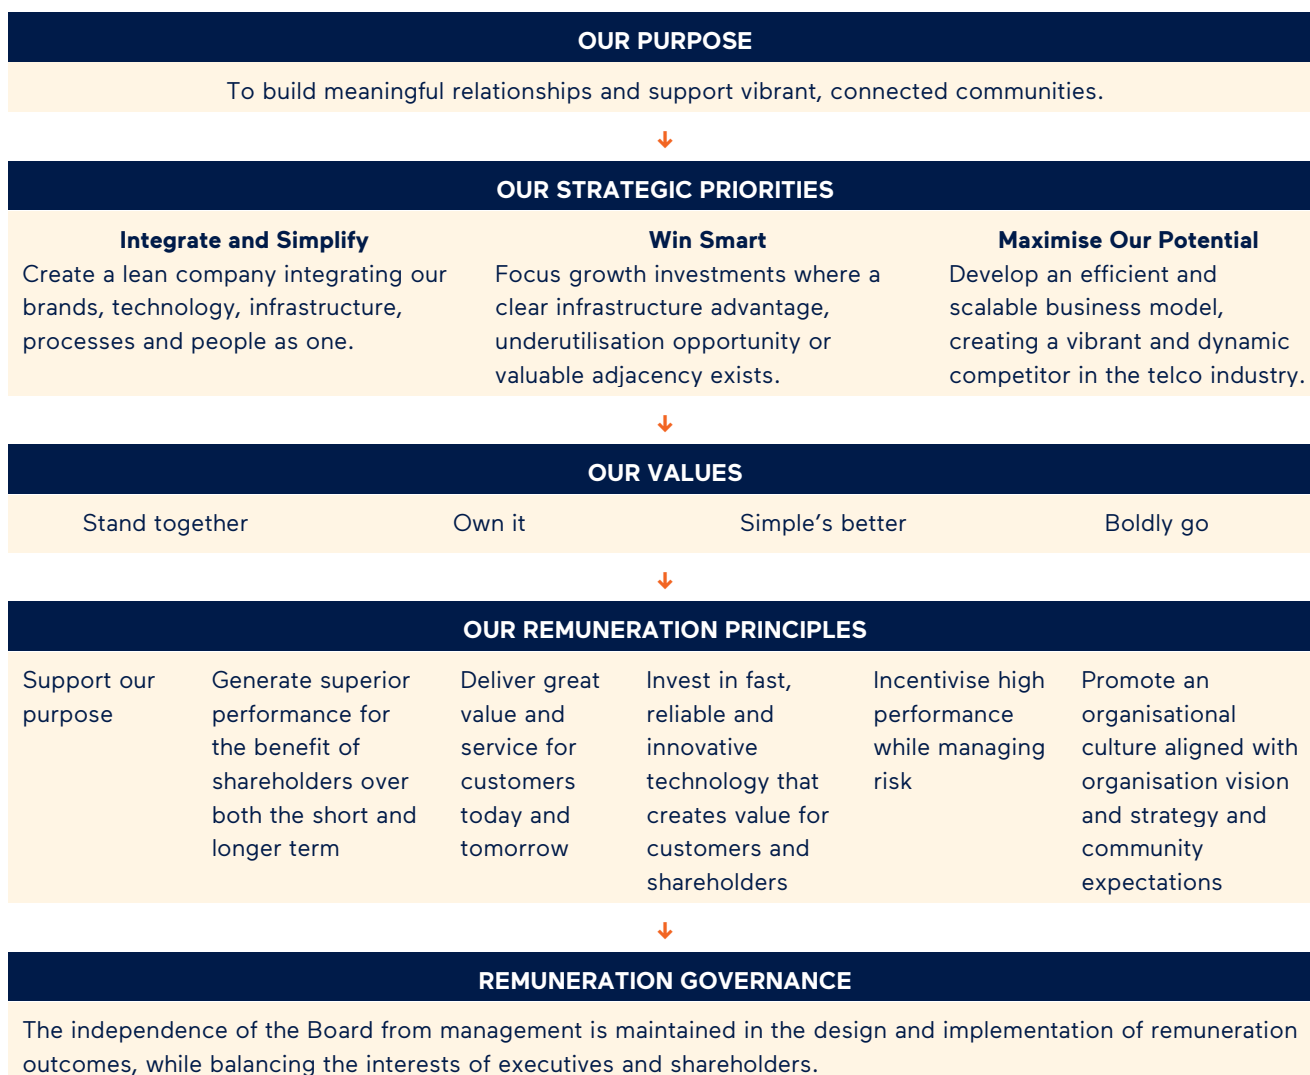 OUR PURPOSE
To build meaningful relationships and support vibrant, connected communities.
OUR STRATEGIC PRIORITIES
Integrate and Simplify
Create a lean company integrating our
brands, technology, infrastructure,
processes and people as one.
Win Smart
Focus growth investments where a
clear infrastructure advantage,
underutilisation opportunity or
valuable adjacency exists.
Maximise Our Potential
Develop an efficient and
scalable business model,
creating a vibrant and dynamic
competitor in the telco industry.
OUR VALUES
Stand together
Own it
Simple’s better
Boldly go
OUR REMUNERATION PRINCIPLES
Support our
purpose
Generate superior
performance for
the benefit of
shareholders over
both the short and
longer term
Deliver great
value and
service for
customers
today and
tomorrow
Invest in fast,
reliable and
innovative
technology that
creates value for
customers and
shareholders
Incentivise high
performance
while managing
risk
Promote an
organisational
culture aligned with
organisation vision
and strategy and
community
expectations
REMUNERATION GOVERNANCE
The independence of the Board from management is maintained in the design and implementation of remuneration
outcomes, while balancing the interests of executives and shareholders.